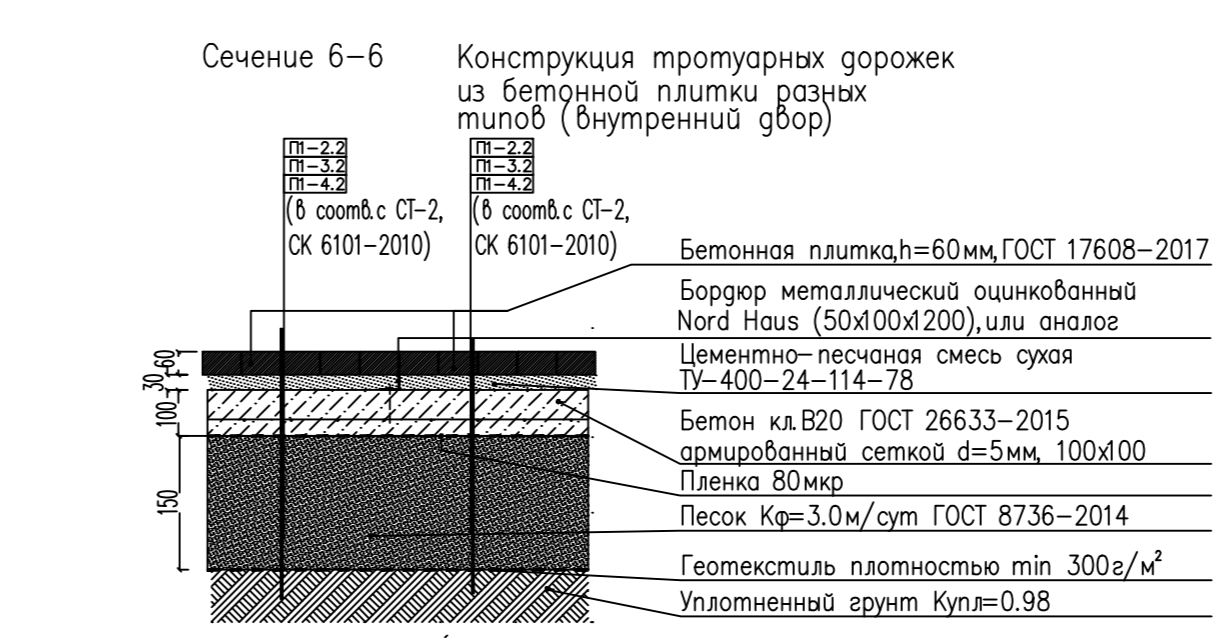 Сечение 6-6
Конструкция тротуарных дорожек
из бетонной плитки разных
типов (внутренний двор)
П1-2.2
П1-3.2
П1-4.2
(в соотв.с СТ-2,
СК 6101-2010)
П1-2.2
П1-3.2
П1-4.2
(в соотв.с СТ-2,
СК 6101-2010)
Бетонная плитка,h=60мм,ГОСТ 17608-2017
Бордюр металлический оцинкованный
Nord Haus (50x100x1200),или аналог
Цементно-песчаная смесь сухая
ТУ-400-24-114-78
Бетон кл.В20 ГОСТ 26633-2015
армированный сеткой d=5мм, 100x100
Пленка 80мкр
Песок Кф=3.0м/сут ГОСТ 8736-2014
Геотекстиль плотностью min 300г/м²
Уплотненный грунт Купл=0.98
60
30
100
150